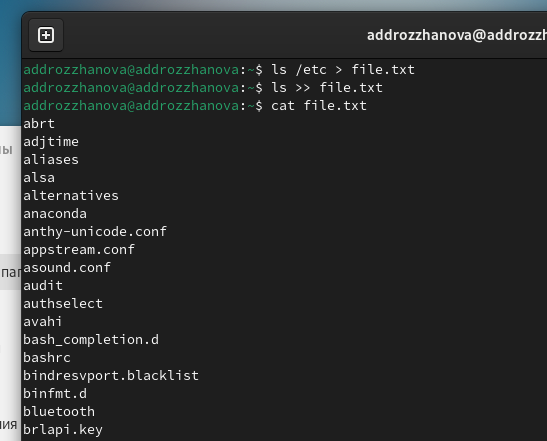 addrozzhanova@addrozzh
addrozzhanova@addrozzhanova:~$ ls /etc > file.txt
addrozzhanova@addrozzhanova:~$ ls >> file.txt
addrozzhanova@addrozzhanova:~$ cat file.txt
abrt
adjtime
aliases
alsa
alternatives
anaconda
anthy-unicode.conf
appstream.conf
asound.conf
audit
authselect
avahi
bash_completion.d
bashrc
bindresvport.blacklist
binfmt.d
bluetooth
brlapi.key